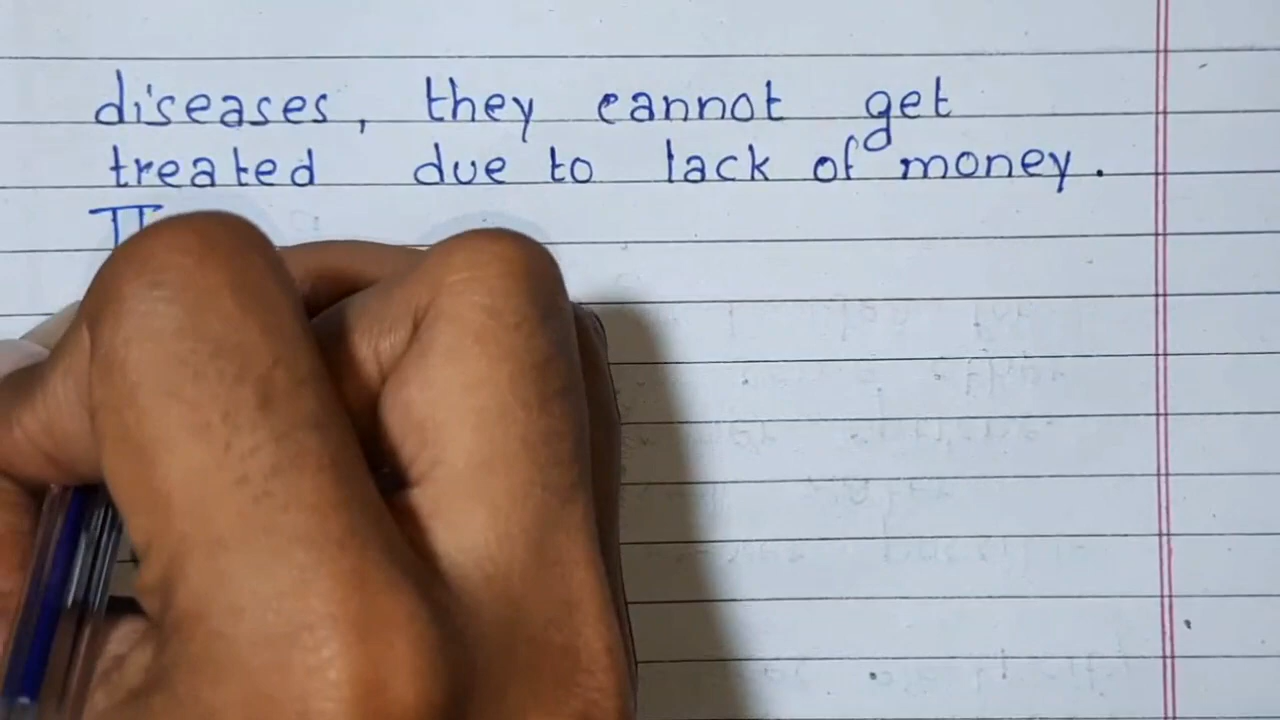 diseases, they cannot get
treated due to lack of money.